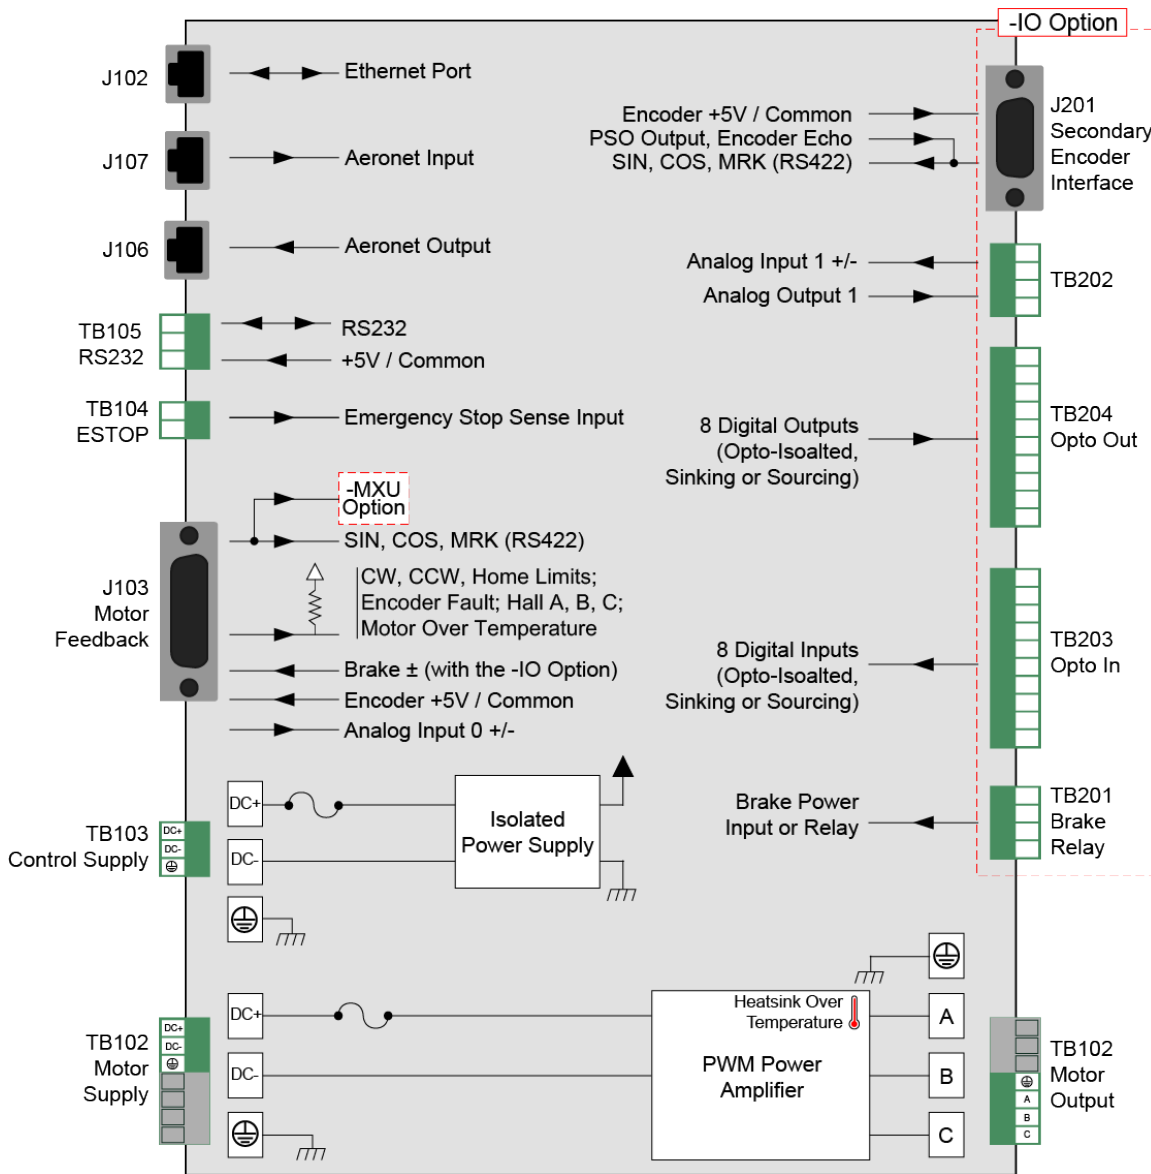 -IO Option
J102
Ethernet Port
J107
Aeronet Input
J106
Aeronet Output
TB105
RS232
RS232
+5V / Common
TB104
ESTOP
Emergency Stop Sense Input
-MXU
Option
SIN, COS, MRK (RS422)
J103
Motor
Feedback
CW, CCW, Home Limits;
Encoder Fault; Hall A, B, C;
Motor Over Temperature
Brake ± (with the -IO Option)
Encoder +5V / Common
Analog Input 0 +/-
Encoder +5V / Common
PSO Output, Encoder Echo
SIN, COS, MRK (RS422)
J201
Secondary
Encoder
Interface
Analog Input 1 +/-
Analog Output 1
TB202
8 Digital Outputs
(Opto-Isoalted,
Sinking or Sourcing)
TB204
Opto Out
8 Digital Inputs
(Opto-Isoalted,
Sinking or Sourcing)
TB203
Opto In
Brake Power
Input or Relay
TB201
Brake
Relay
TB103
Control Supply
DC+
DC-
DC+
DC-
Isolated
Power Supply
TB102
Motor
Supply
DC+
DC-
DC+
DC-
Heatsink Over
Temperature
PWM Power
Amplifier
A
B
C
TB102
Motor
Output
A
B
C